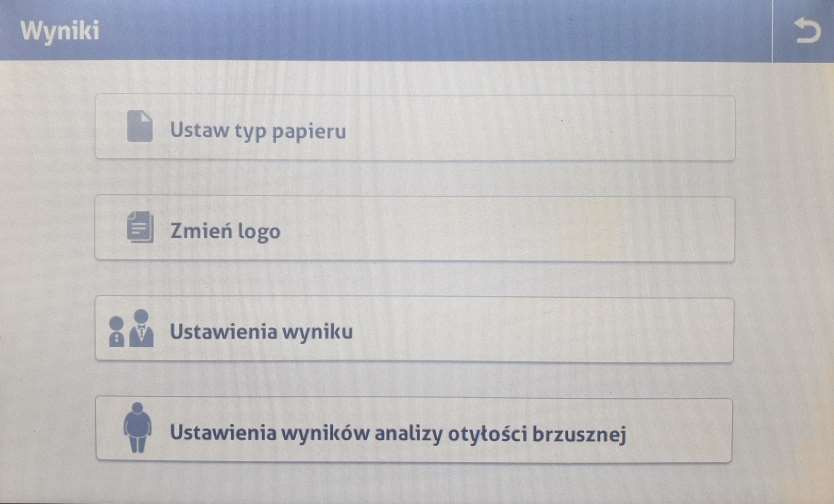 Wyniki
Ustaw typ papieru
Zmień logo
Ustawienia wyniku
Ustawienia wyników analizy otyłości brzusznej